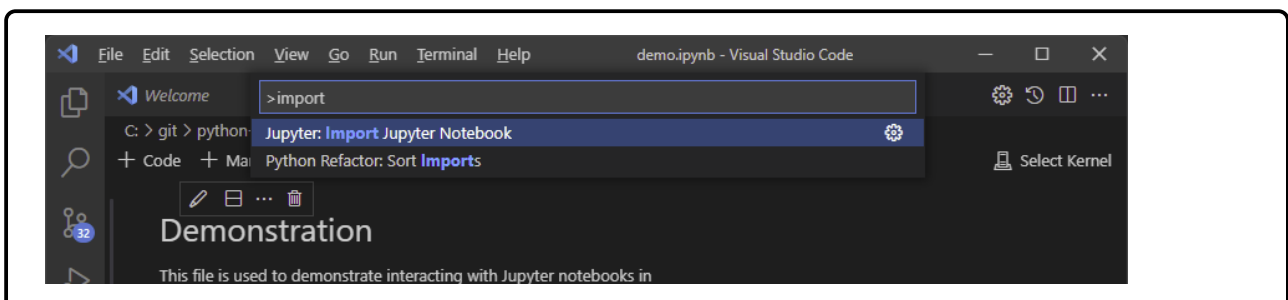 File Edit Selection View Go Run Terminal Help demo.ipynb - Visual Studio Code
Welcome
>import
C: > git > python-
Jupyter: Import Jupyter Notebook
+ Code + Mar
Python Refactor: Sort Imports
Select Kernel
32
Demonstration
This file is used to demonstrate interacting with Jupyter notebooks in